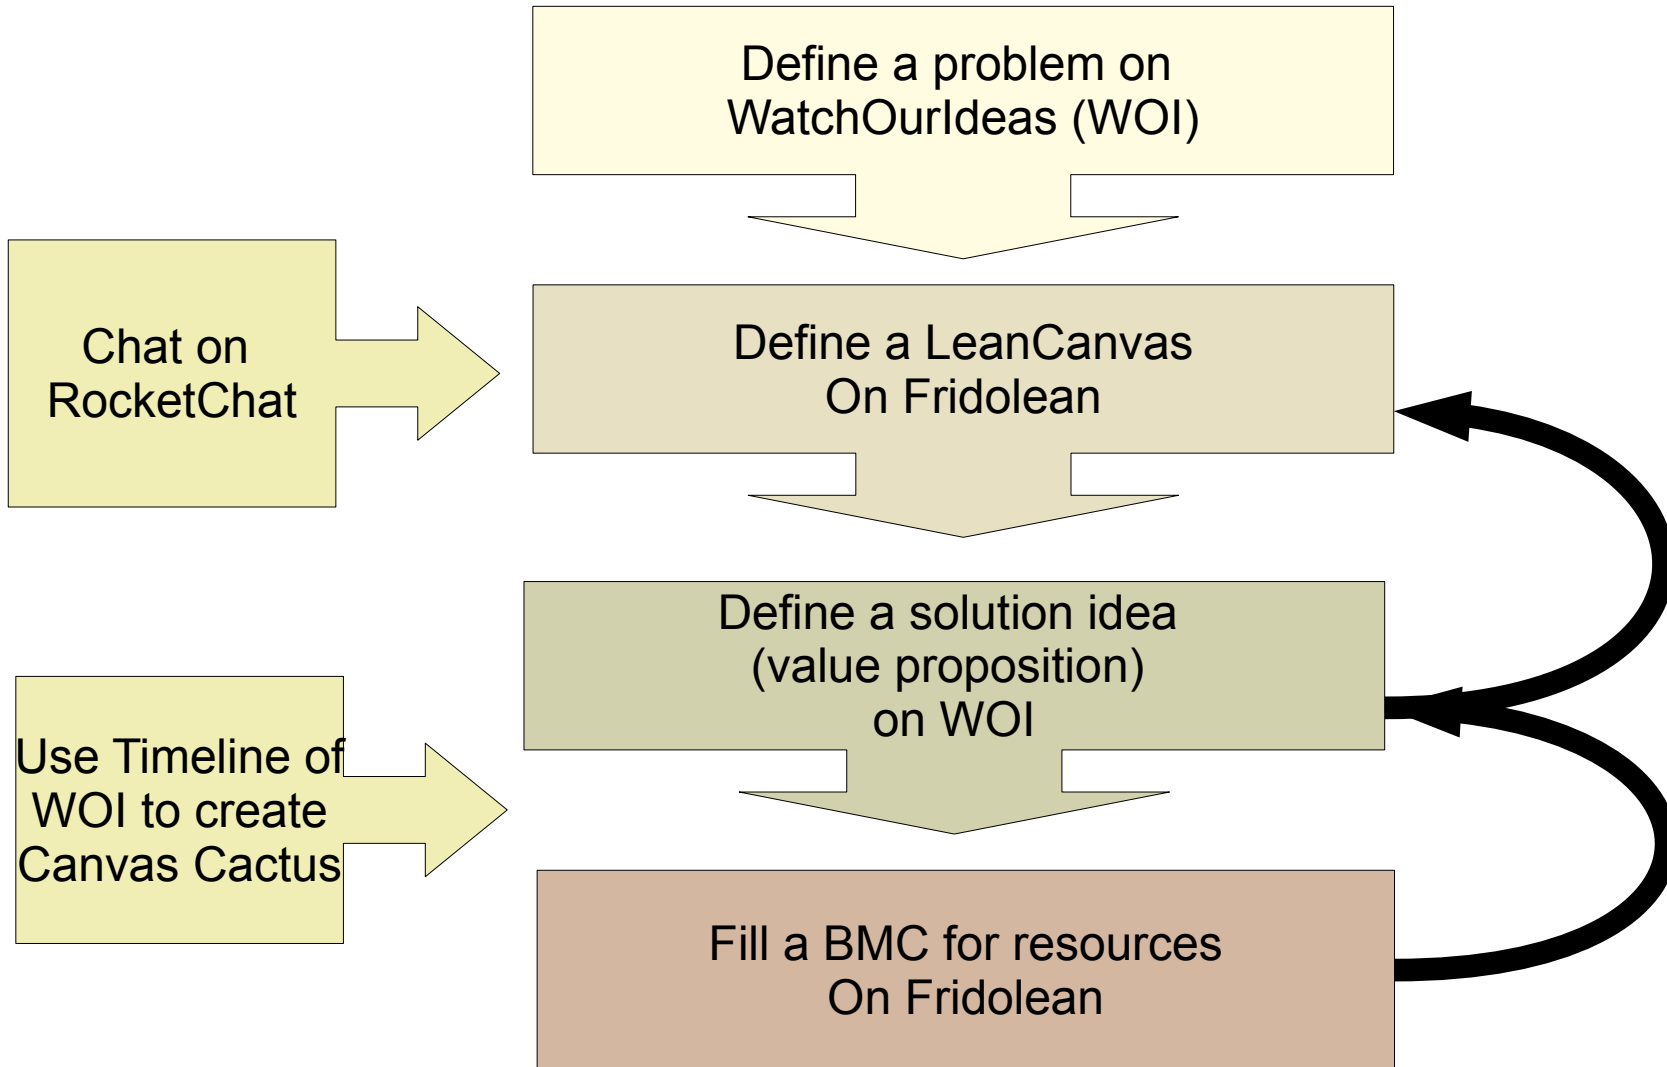 Define a problem on
WatchOurIdeas (WOI)
Chat on
RocketChat
Define a LeanCanvas
On Fridolean
Define a solution idea
(value proposition)
on WOI
Use Timeline of
WOI to create
Canvas Cactus
Fill a BMC for resources
On Fridolean